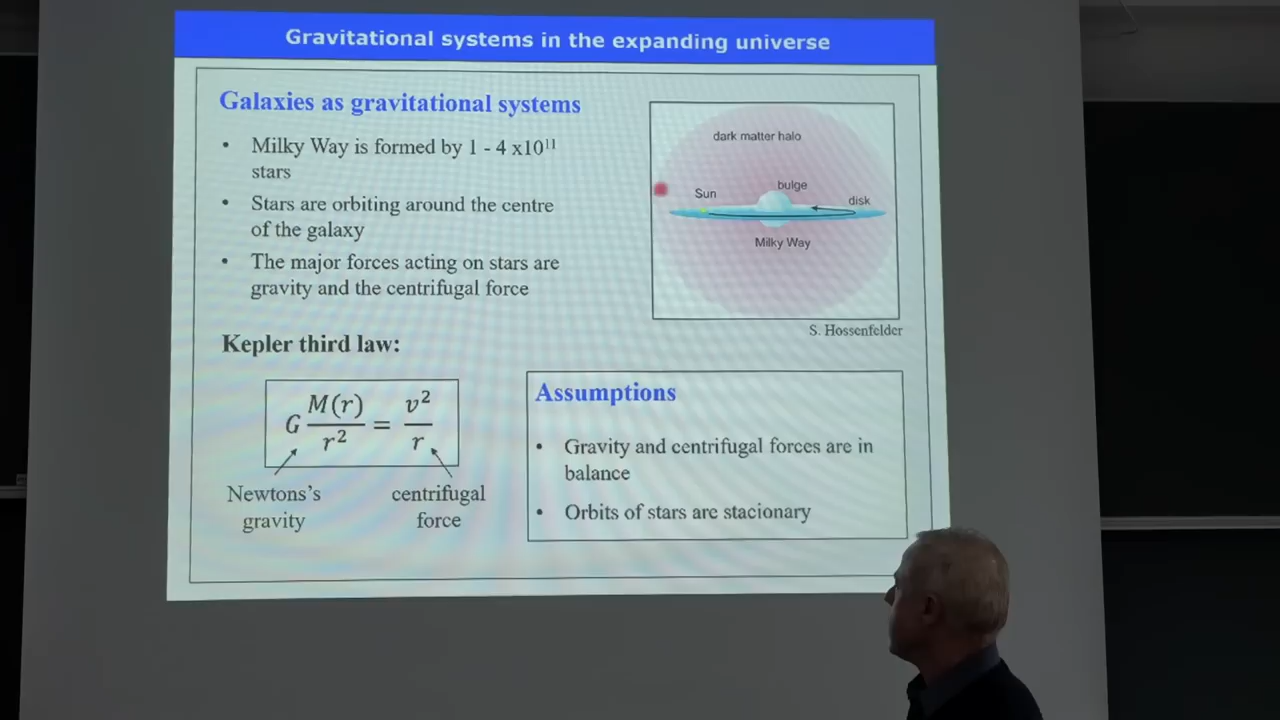 Gravitational systems in the expanding universe
Galaxies as gravitational systems
• Milky Way is formed by 1 - 4 x10¹¹
stars
• Stars are orbiting around the centre
of the galaxy
• The major forces acting on stars are
gravity and the centrifugal force
dark matter halo
Sun
bulge
disk
Milky Way
S. Hossenfelder
Kepler third law:
G M(r)/r² = v²/r
Newtons's
gravity
centrifugal
force
Assumptions
• Gravity and centrifugal forces are in
balance
• Orbits of stars are stacionary